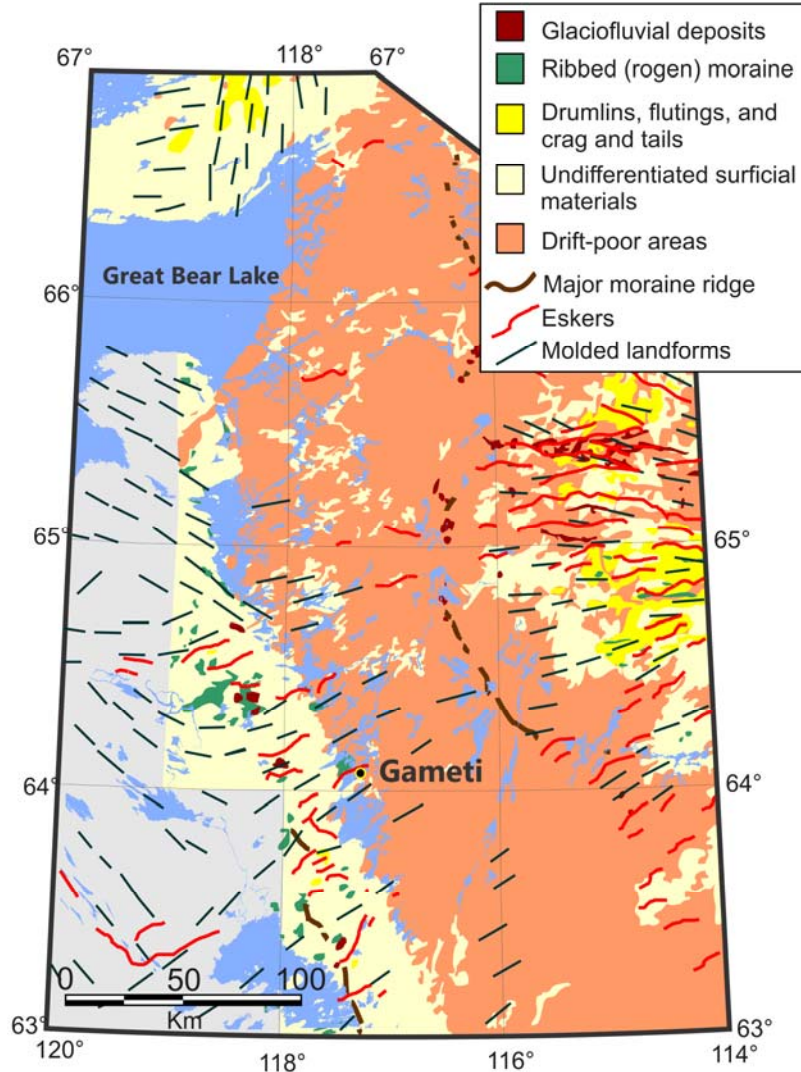 67°
118°
67°
Glaciofluvial deposits
Ribbed (rogen) moraine
Drumlins, flutings, and
crag and tails
Undifferentiated surficial
materials
Drift-poor areas
Major moraine ridge
Eskers
Molded landforms
Great Bear Lake
66°
65°
65°
64°
Gameti
64°
0 50 100
Km
63°
63°
120°
118°
116°
114°